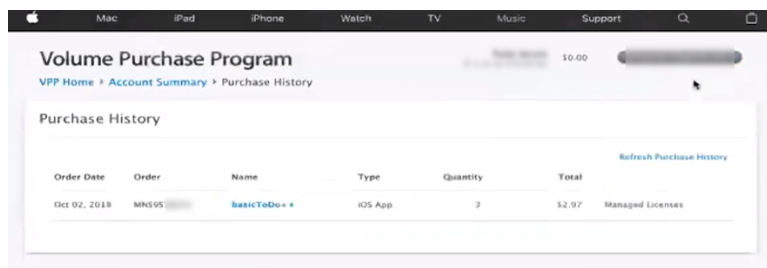 Mac iPad iPhone Watch TV Music Support
Volume Purchase Program
$0.00
VPP Home › Account Summary › Purchase History
Purchase History
Refresh Purchase History
Order Date Order Name Type Quantity Total
Oct 02, 2018 MNS95 basicToDo+ iOS App 3 $2.97 Managed Licenses